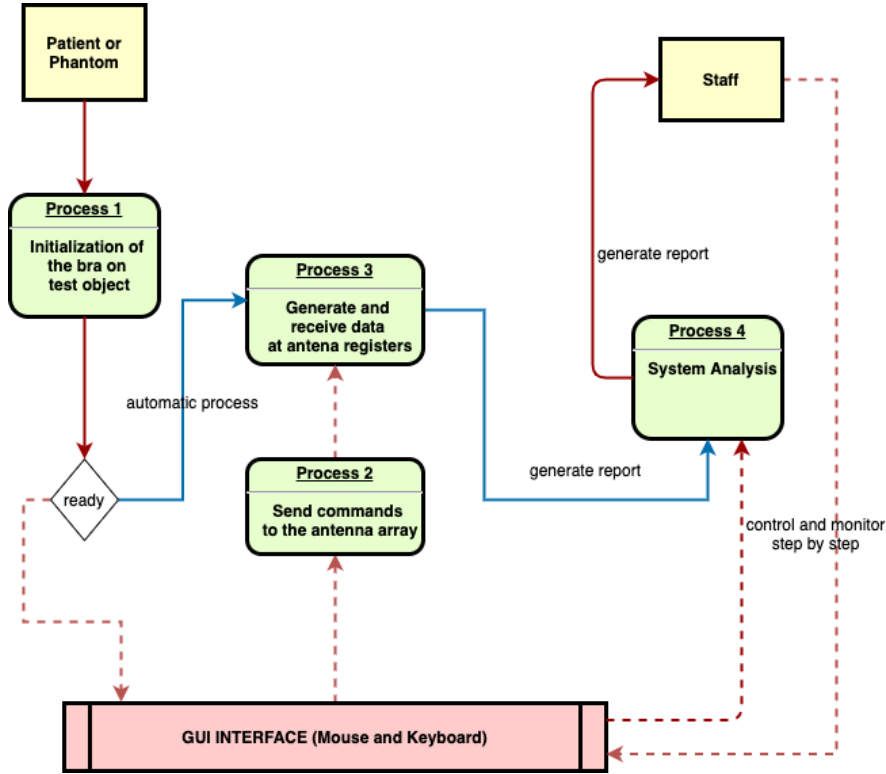 Patient or
Phantom
Staff
Process 1
Initialization of
the bra on
test object
Process 3
Generate and
receive data
at antena registers
generate report
Process 4
System Analysis
automatic process
Process 2
Send commands
to the antenna array
generate report
ready
control and monitor
step by step
GUI INTERFACE (Mouse and Keyboard)